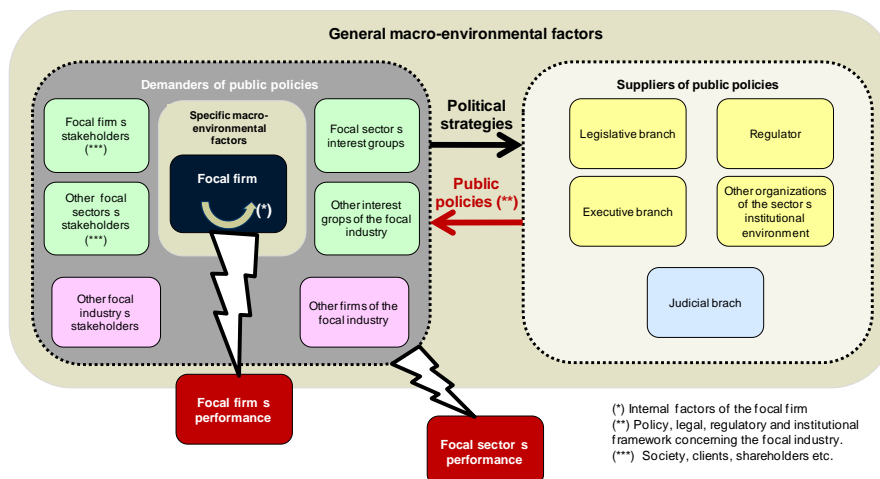 General macro-environmental factors
Demanders of public policies
Focal firm s
stakeholders
(***)
Specific macro-
environmental
factors
Focal sector s
interest groups
Focal firm
(*)
Other focal
sectors s
stakeholders
(***)
Other interest
grops of the focal
industry
Other focal
industry s
stakeholders
Other firms of the
focal industry
Political
strategies
Public
policies (**)
Suppliers of public policies
Legislative branch
Regulator
Executive branch
Other organizations
of the sector s
institutional
environment
Judicial brach
Focal firm s
performance
Focal sector s
performance
(*) Internal factors of the focal firm
(**) Policy, legal, regulatory and institutional
framework concerning the focal industry.
(***) Society, clients, shareholders etc.